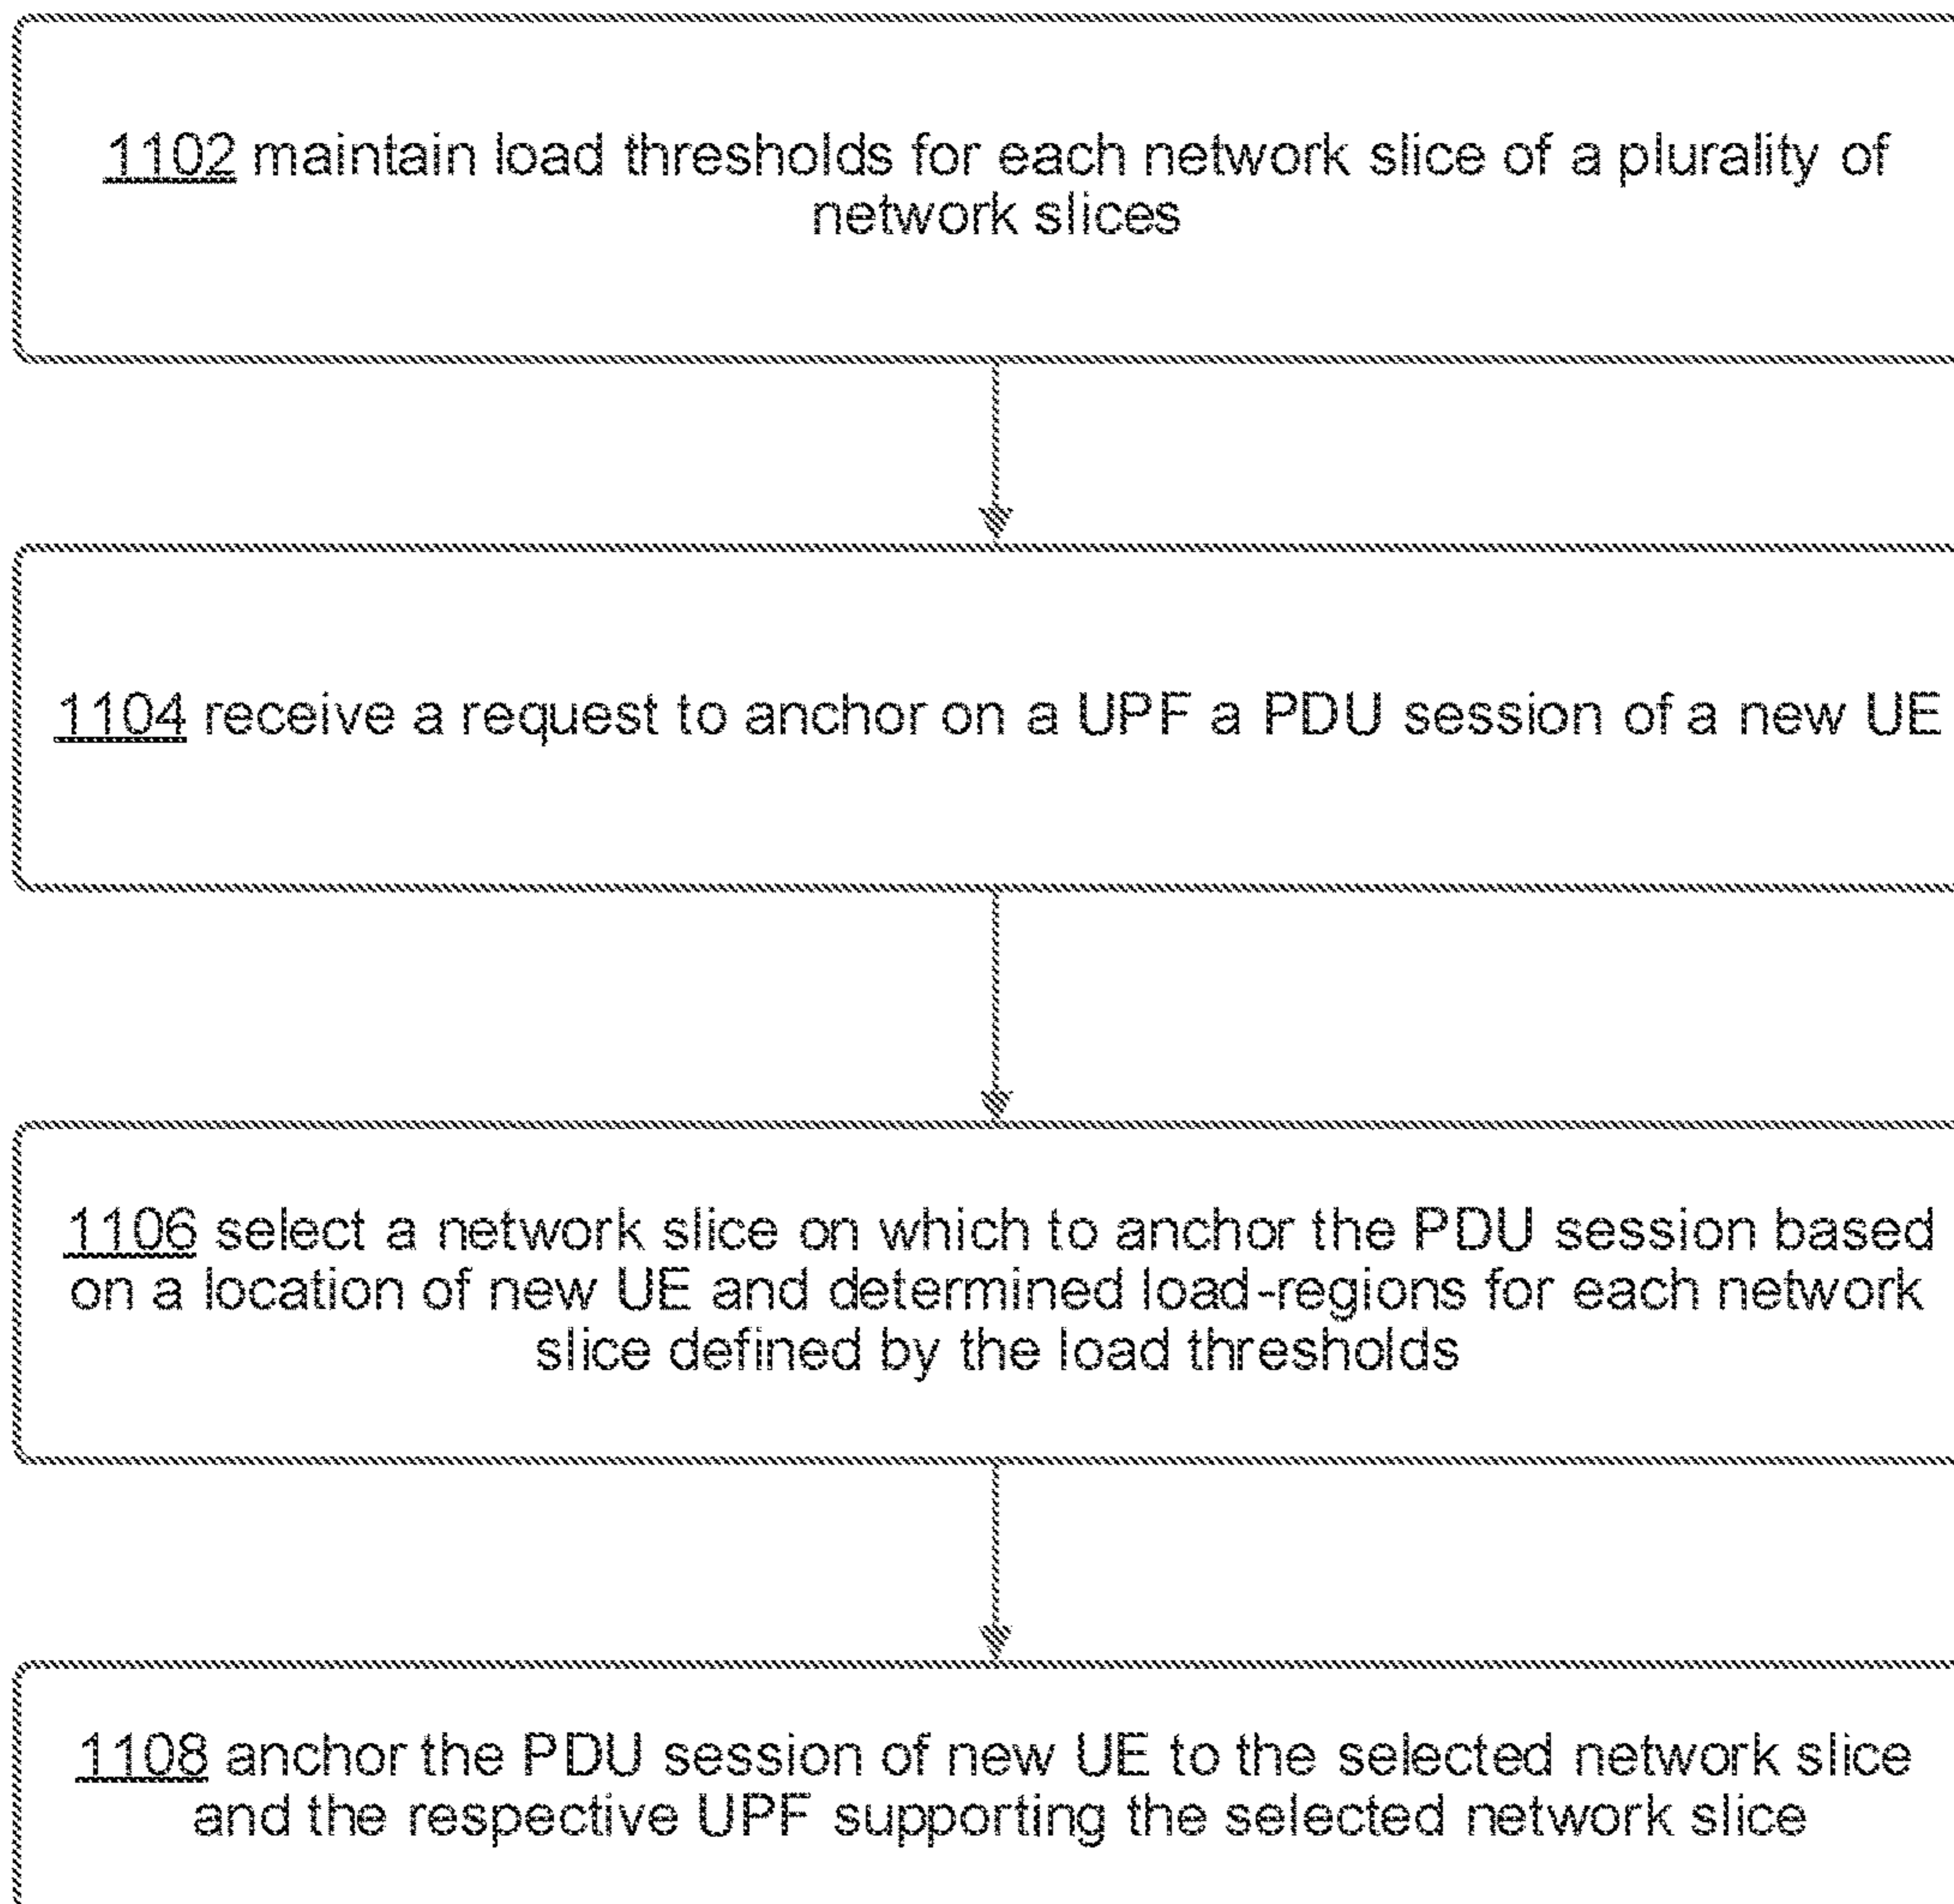 1102 maintain load thresholds for each network slice of a plurality of
network slices
1104 receive a request to anchor on a UPF a PDU session of a new UE
1106 select a network slice on which to anchor the PDU session based
on a location of new UE and determined load-regions for each network
slice defined by the load thresholds
1108 anchor the PDU session of new UE to the selected network slice
and the respective UPF supporting the selected network slice